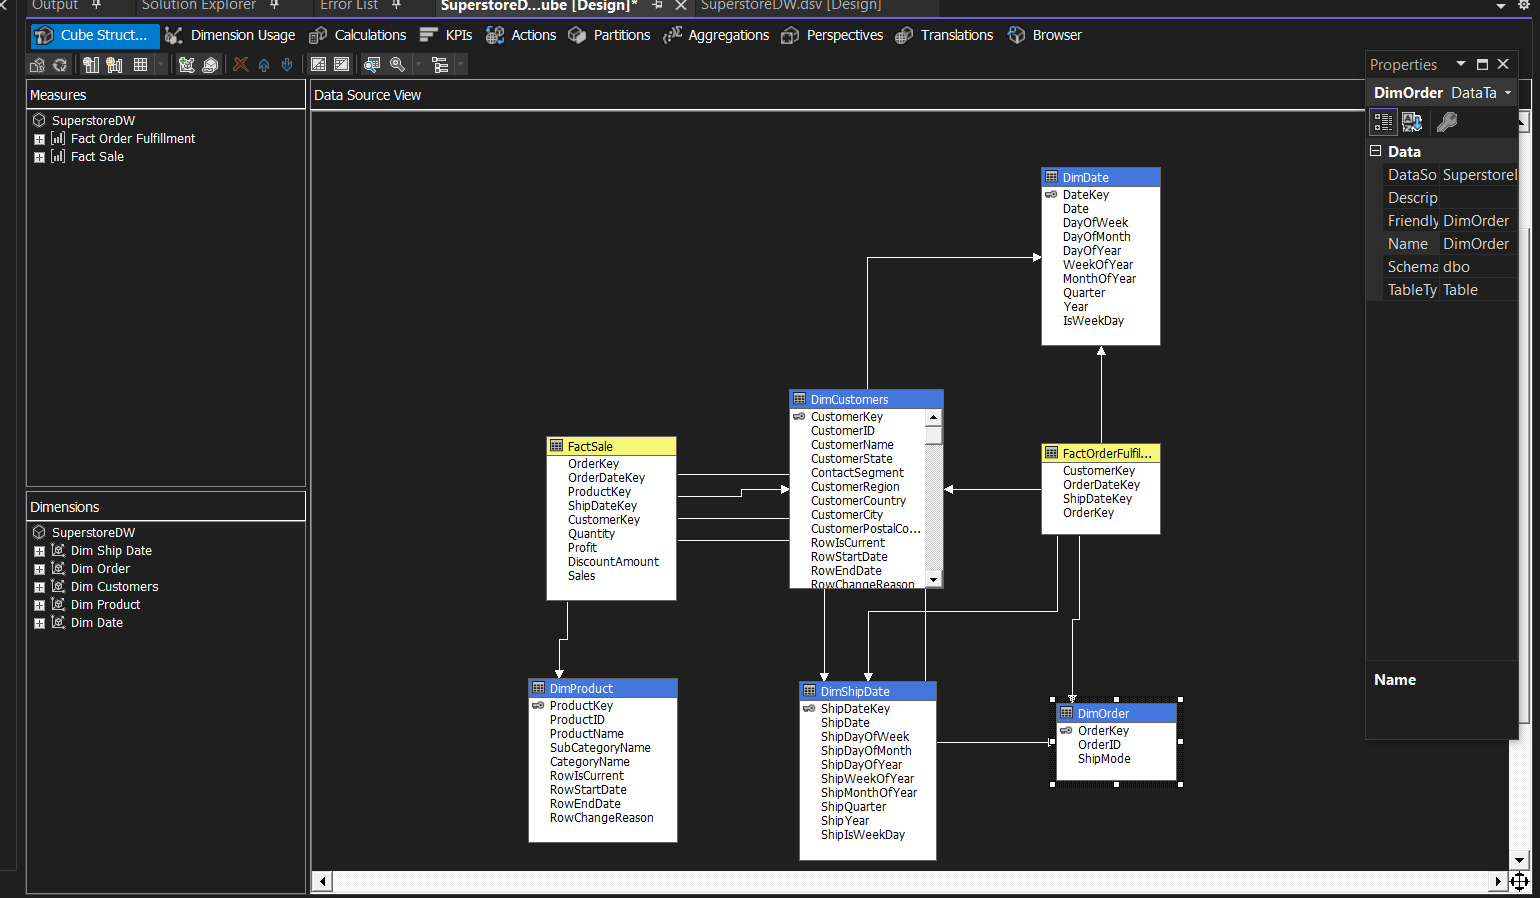 Output
Solution Explorer
Error List
SuperstoreD...ube [Design]*
SuperstoreDW.dsv [Design]
Cube Struct...
Dimension Usage
Calculations
KPIs
Actions
Partitions
Aggregations
Perspectives
Translations
Browser
Measures
SuperstoreDW
Fact Order Fulfillment
Fact Sale
Dimensions
SuperstoreDW
Dim Ship Date
Dim Order
Dim Customers
Dim Product
Dim Date
Data Source View
DimDate
DateKey
Date
DayOfWeek
DayOfMonth
DayOfYear
WeekOfYear
MonthOfYear
Quarter
Year
IsWeekDay
DimCustomers
CustomerKey
CustomerID
CustomerName
CustomerState
ContactSegment
CustomerRegion
CustomerCountry
CustomerCity
CustomerPostalCo...
RowIsCurrent
RowStartDate
RowEndDate
RowChangeReason
FactSale
OrderKey
OrderDateKey
ProductKey
ShipDateKey
CustomerKey
Quantity
Profit
DiscountAmount
Sales
FactOrderFulfil...
CustomerKey
OrderDateKey
ShipDateKey
OrderKey
DimProduct
ProductKey
ProductID
ProductName
SubCategoryName
CategoryName
RowIsCurrent
RowStartDate
RowEndDate
RowChangeReason
DimShipDate
ShipDateKey
ShipDate
ShipDayOfWeek
ShipDayOfMonth
ShipDayOfYear
ShipWeekOfYear
ShipMonthOfYear
ShipQuarter
ShipYear
ShipIsWeekDay
DimOrder
OrderKey
OrderID
ShipMode
Properties
DimOrder DataTa
Data
DataSo Superstorel
Descrip
Friendly DimOrder
Name DimOrder
Schema dbo
TableTy Table
Name